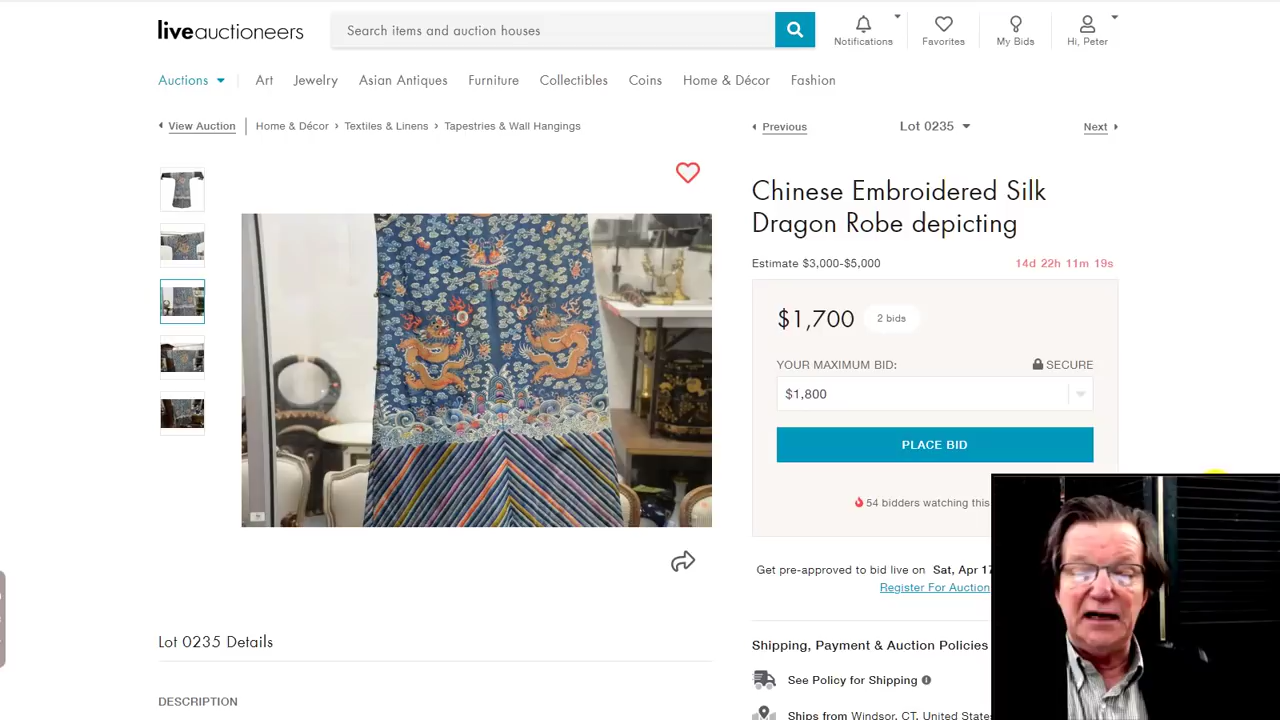 liveauctioneers
Search items and auction houses
Notifications
Favorites
My Bids
Hi, Peter
Auctions
Art
Jewelry
Asian Antiques
Furniture
Collectibles
Coins
Home & Décor
Fashion
View Auction
Home & Décor › Textiles & Linens › Tapestries & Wall Hangings
Previous
Lot 0235
Next
Chinese Embroidered Silk
Dragon Robe depicting
Estimate $3,000-$5,000
14d 22h 11m 19s
$1,700
2 bids
YOUR MAXIMUM BID:
SECURE
$1,800
PLACE BID
54 bidders watching this
Get pre-approved to bid live on Sat, Apr 17
Register For Auction
Lot 0235 Details
Shipping, Payment & Auction Policies
See Policy for Shipping
DESCRIPTION
Ships from Windsor, CT, United States